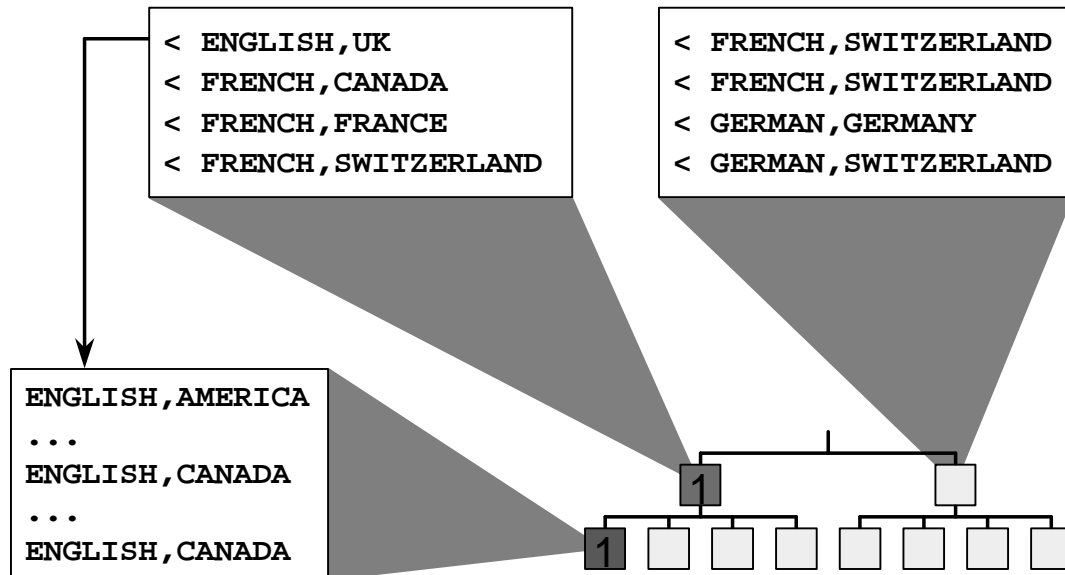 < ENGLISH,UK
< FRENCH,CANADA
< FRENCH,FRANCE
< FRENCH,SWITZERLAND
< FRENCH,SWITZERLAND
< FRENCH,SWITZERLAND
< GERMAN,GERMANY
< GERMAN,SWITZERLAND
ENGLISH,AMERICA
...
ENGLISH,CANADA
...
ENGLISH,CANADA
1
1